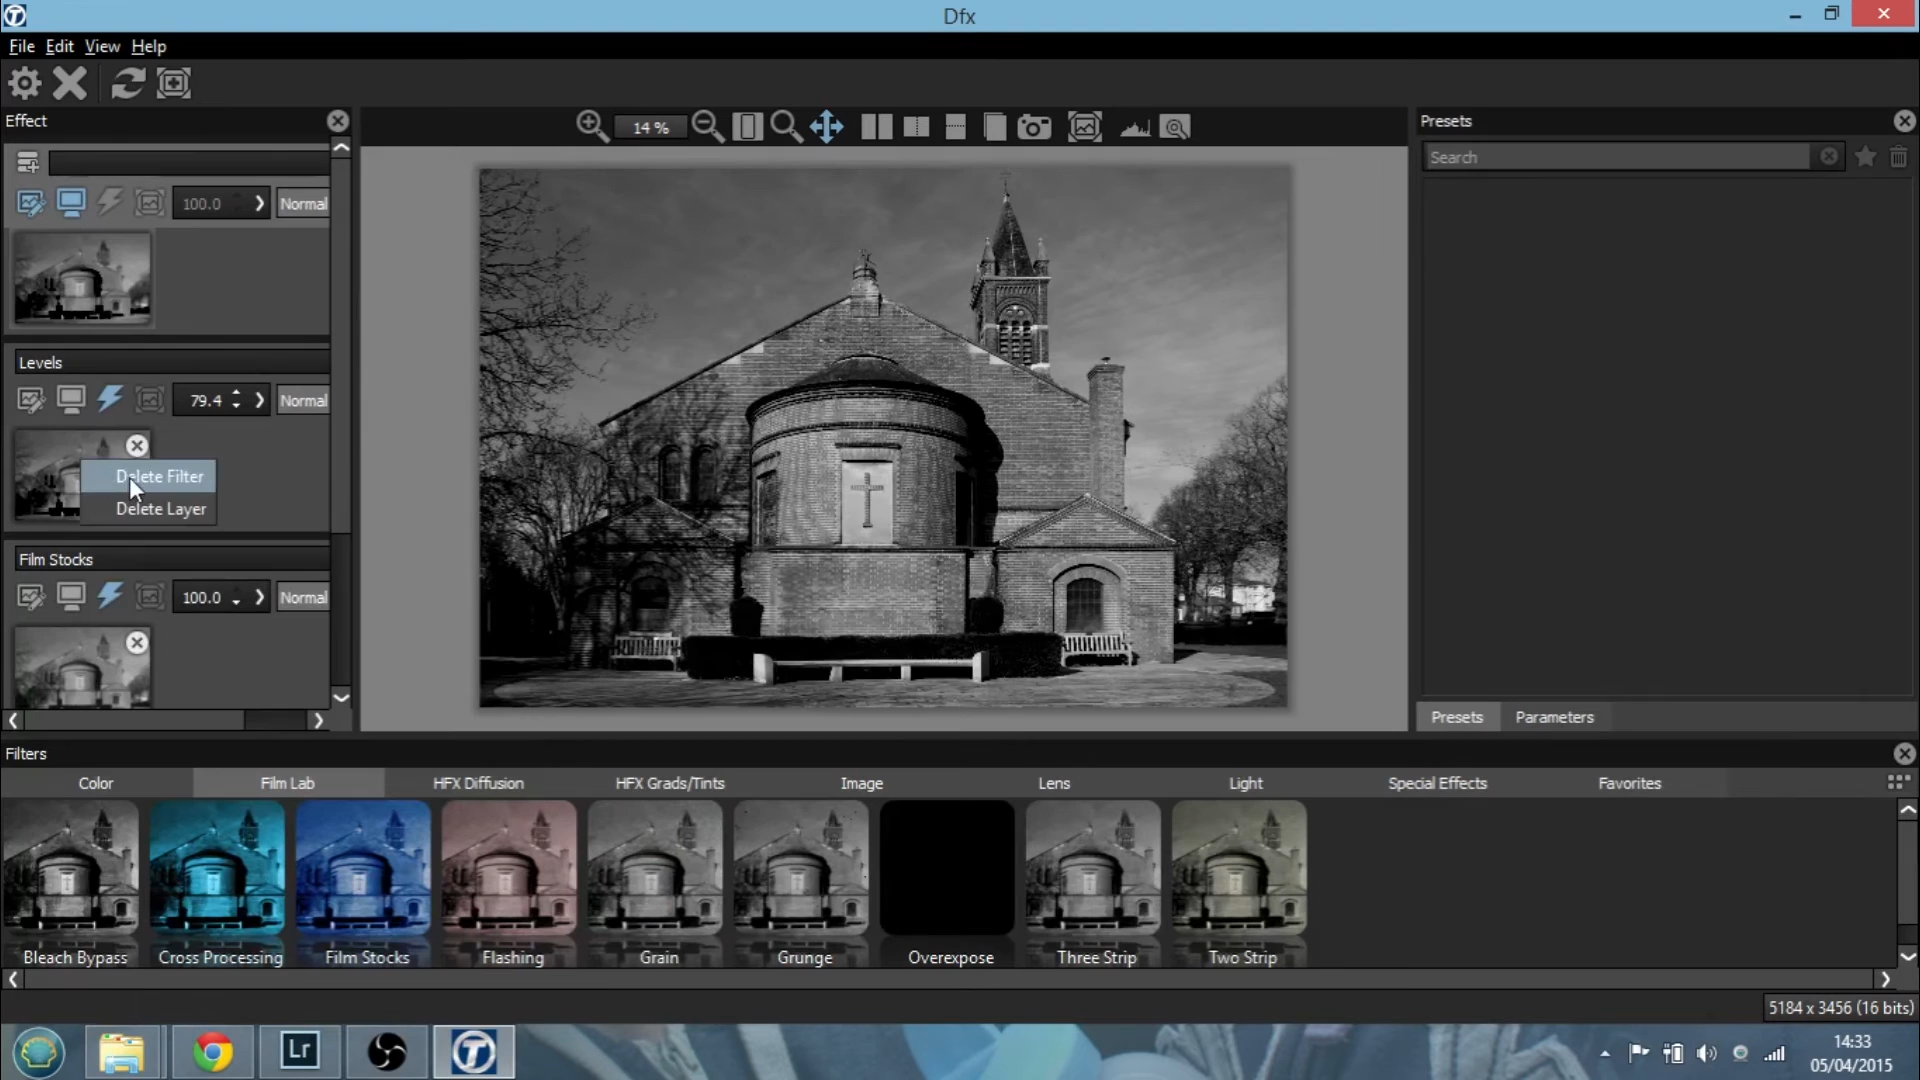 Dfx
File Edit View Help
Effect
14 %
Presets
Search
100.0 Normal
Levels
79.4 Normal
Delete Filter
Delete Layer
Film Stocks
100.0 Normal
Presets Parameters
Filters
Color Film Lab HFX Diffusion HFX Grads/Tints Image Lens Light Special Effects Favorites
Bleach Bypass Cross Processing Film Stocks Flashing Grain Grunge Overexpose Three Strip Two Strip
5184 x 3456 (16 bits)
Lr
14:33
05/04/2015